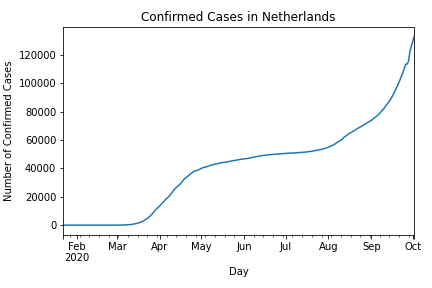 Confirmed Cases in Netherlands
Number of Confirmed Cases
120000
100000
80000
60000
40000
20000
0
Feb Mar Apr May Jun Jul Aug Sep Oct
2020
Day